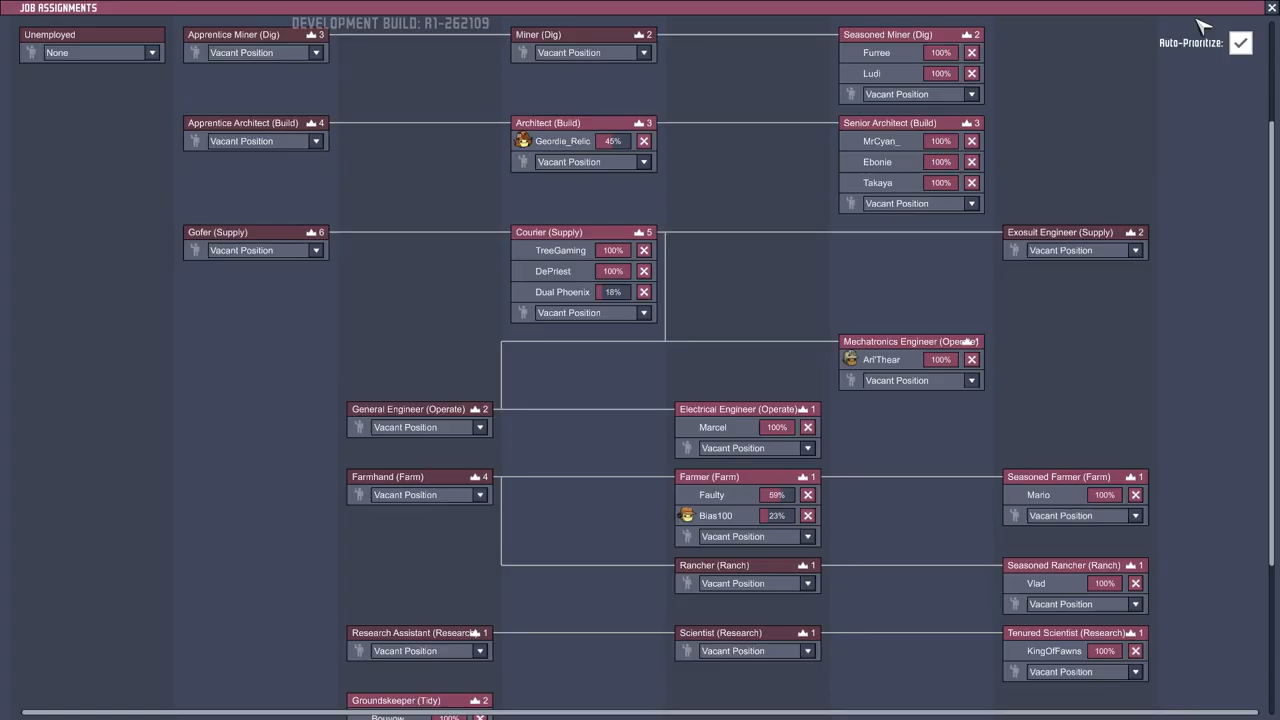 JOB ASSIGNMENTS
DEVELOPMENT BUILD: R1-262109
Auto-Prioritize:
Unemployed
None
Apprentice Miner (Dig) 3
Vacant Position
Miner (Dig) 2
Vacant Position
Seasoned Miner (Dig) 2
Furree 100%
Ludi 100%
Vacant Position
Apprentice Architect (Build) 4
Vacant Position
Architect (Build) 3
Geordie_Relic 45%
Vacant Position
Senior Architect (Build) 3
MrCyan_ 100%
Ebonie 100%
Takaya 100%
Vacant Position
Gofer (Supply) 6
Vacant Position
Courier (Supply) 5
TreeGaming 100%
DePriest 100%
Dual Phoenix 18%
Vacant Position
Exosuit Engineer (Supply) 2
Vacant Position
Mechatronics Engineer (Operate) 1
Ari'Thear 100%
Vacant Position
General Engineer (Operate) 2
Vacant Position
Electrical Engineer (Operate) 1
Marcel 100%
Vacant Position
Farmhand (Farm) 4
Vacant Position
Farmer (Farm) 1
Faulty 59%
Bias100 23%
Vacant Position
Seasoned Farmer (Farm) 1
Mario 100%
Vacant Position
Rancher (Ranch) 1
Vacant Position
Seasoned Rancher (Ranch) 1
Vlad 100%
Vacant Position
Research Assistant (Research) 1
Vacant Position
Scientist (Research) 1
Vacant Position
Tenured Scientist (Research) 1
KingOfFawns 100%
Vacant Position
Groundskeeper (Tidy) 2
100%